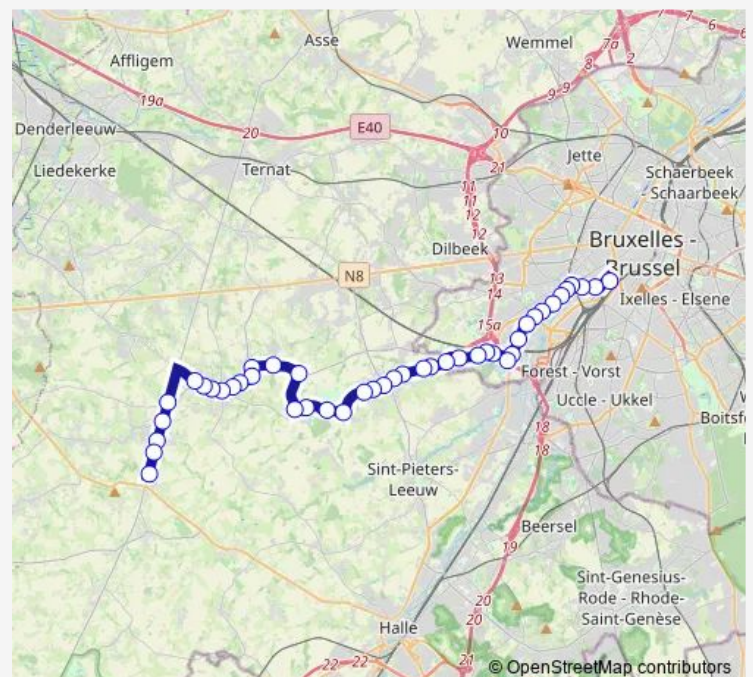 Asse
Wemmel
7a
7
7
6
6
2
8
9
9
Affligem
19a
20
E40
10
Denderleeuw
Liedekerke
Ternat
21
11
11
12
12
Jette
Schaerbeek
- Schaarbeek
Dilbeek
Bruxelles -
Brussel
N8
13
14
Ixelles - Elsene
15a
Forest - Vorst
Uccle - Ukkel
Boitsf
18
18
Sint-Pieters-
Leeuw
Beersel
19
Sint-Genesius-
Rode - Rhode-
Saint-Genèse
20
20
Halle
22
22
21
© OpenStreetMap contributors